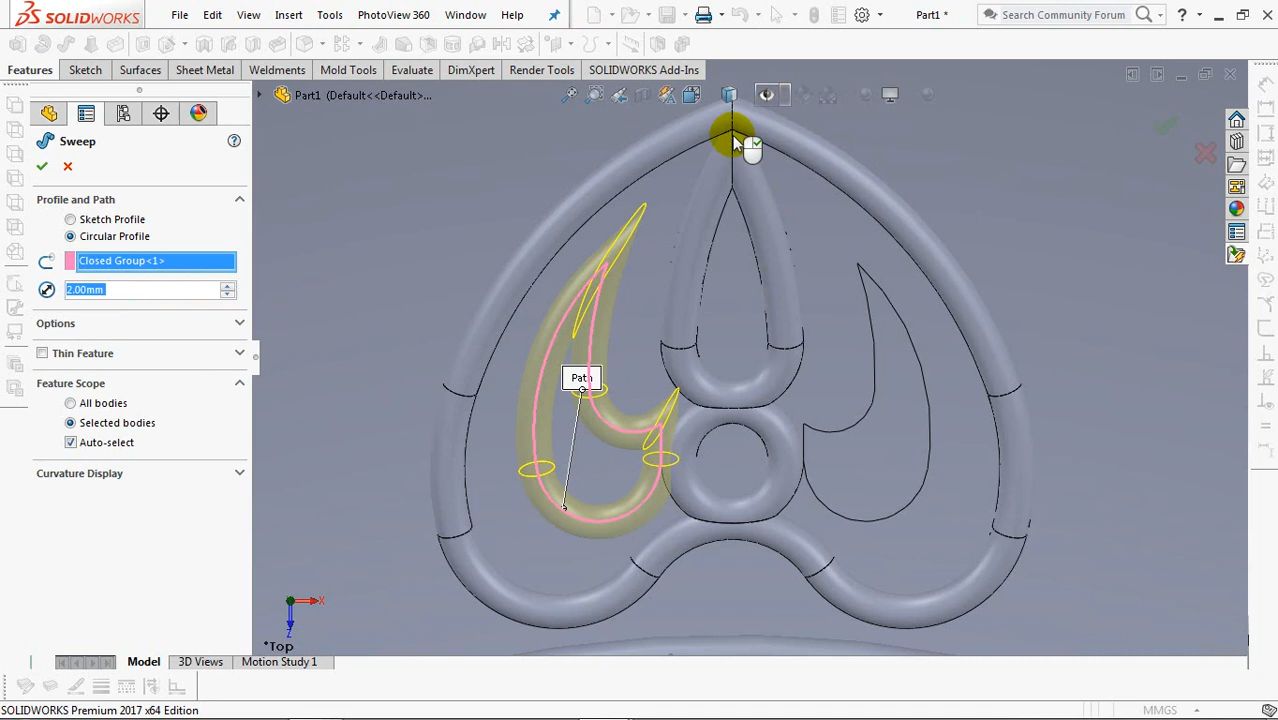 SOLIDWORKS File Edit View Insert Tools PhotoView 360 Window Help Part1 * Search Community Forum ?
Features Sketch Surfaces Sheet Metal Weldments Mold Tools Evaluate DimXpert Render Tools SOLIDWORKS Add-Ins
Part1 (Default<<Default>...
Sweep
?
Profile and Path
Sketch Profile
Circular Profile
Closed Group<1>
2.00mm
Options
Thin Feature
Feature Scope
All bodies
Selected bodies
Auto-select
Curvature Display
Path
X
Z
*Top
Model 3D Views Motion Study 1
SOLIDWORKS Premium 2017 x64 Edition MMGS